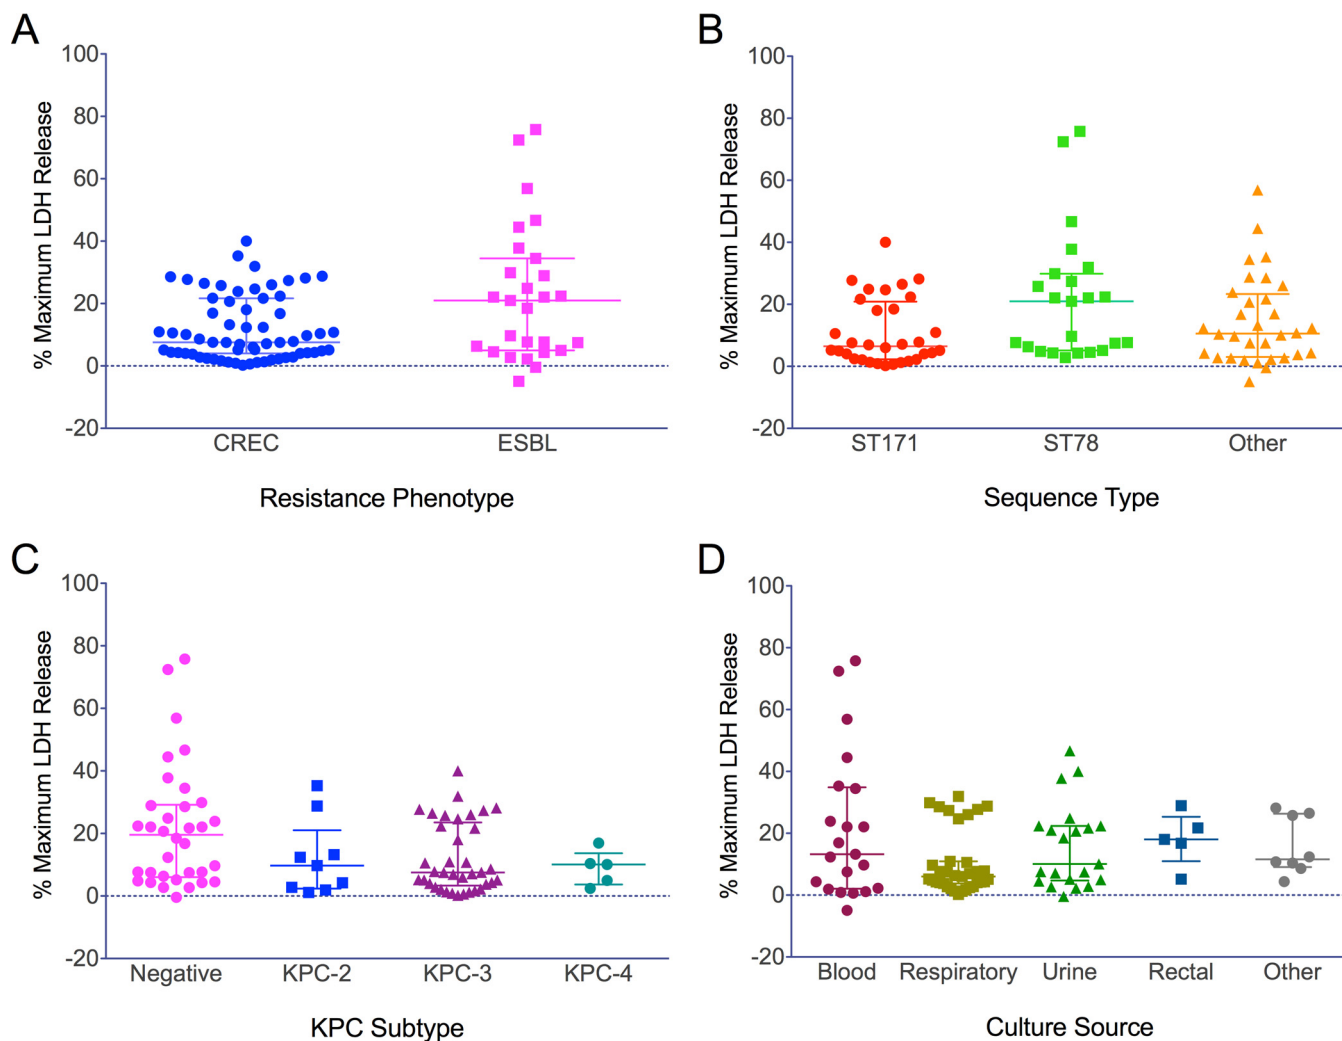 A
% Maximum LDH Release
100
80
60
40
20
0
-20
CREC ESBL
Resistance Phenotype
B
% Maximum LDH Release
100
80
60
40
20
0
-20
ST171 ST78 Other
Sequence Type
C
% Maximum LDH Release
100
80
60
40
20
0
-20
Negative KPC-2 KPC-3 KPC-4
KPC Subtype
D
% Maximum LDH Release
100
80
60
40
20
0
-20
Blood Respiratory Urine Rectal Other
Culture Source